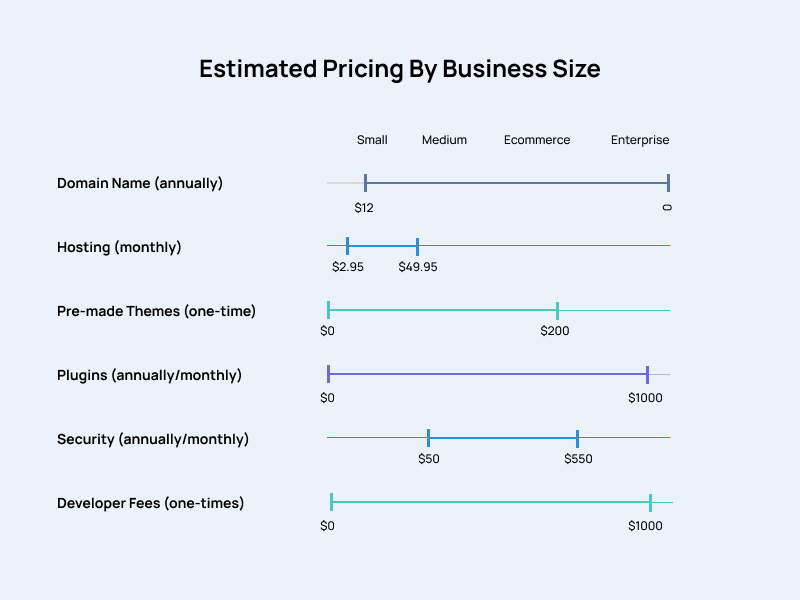 Estimated Pricing By Business Size
Small Medium Ecommerce Enterprise
Domain Name (annually)
$12 0
Hosting (monthly)
$2.95 $49.95
Pre-made Themes (one-time)
$0 $200
Plugins (annually/monthly)
$0 $1000
Security (annually/monthly)
$50 $550
Developer Fees (one-times)
$0 $1000